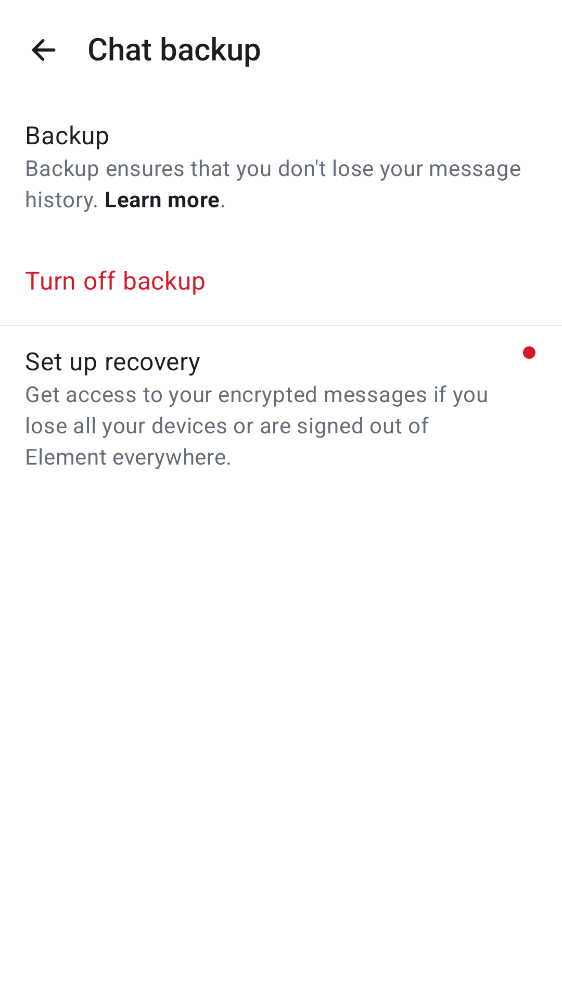 Chat backup
Backup
Backup ensures that you don't lose your message
history. Learn more.
Turn off backup
Set up recovery
Get access to your encrypted messages if you
lose all your devices or are signed out of
Element everywhere.